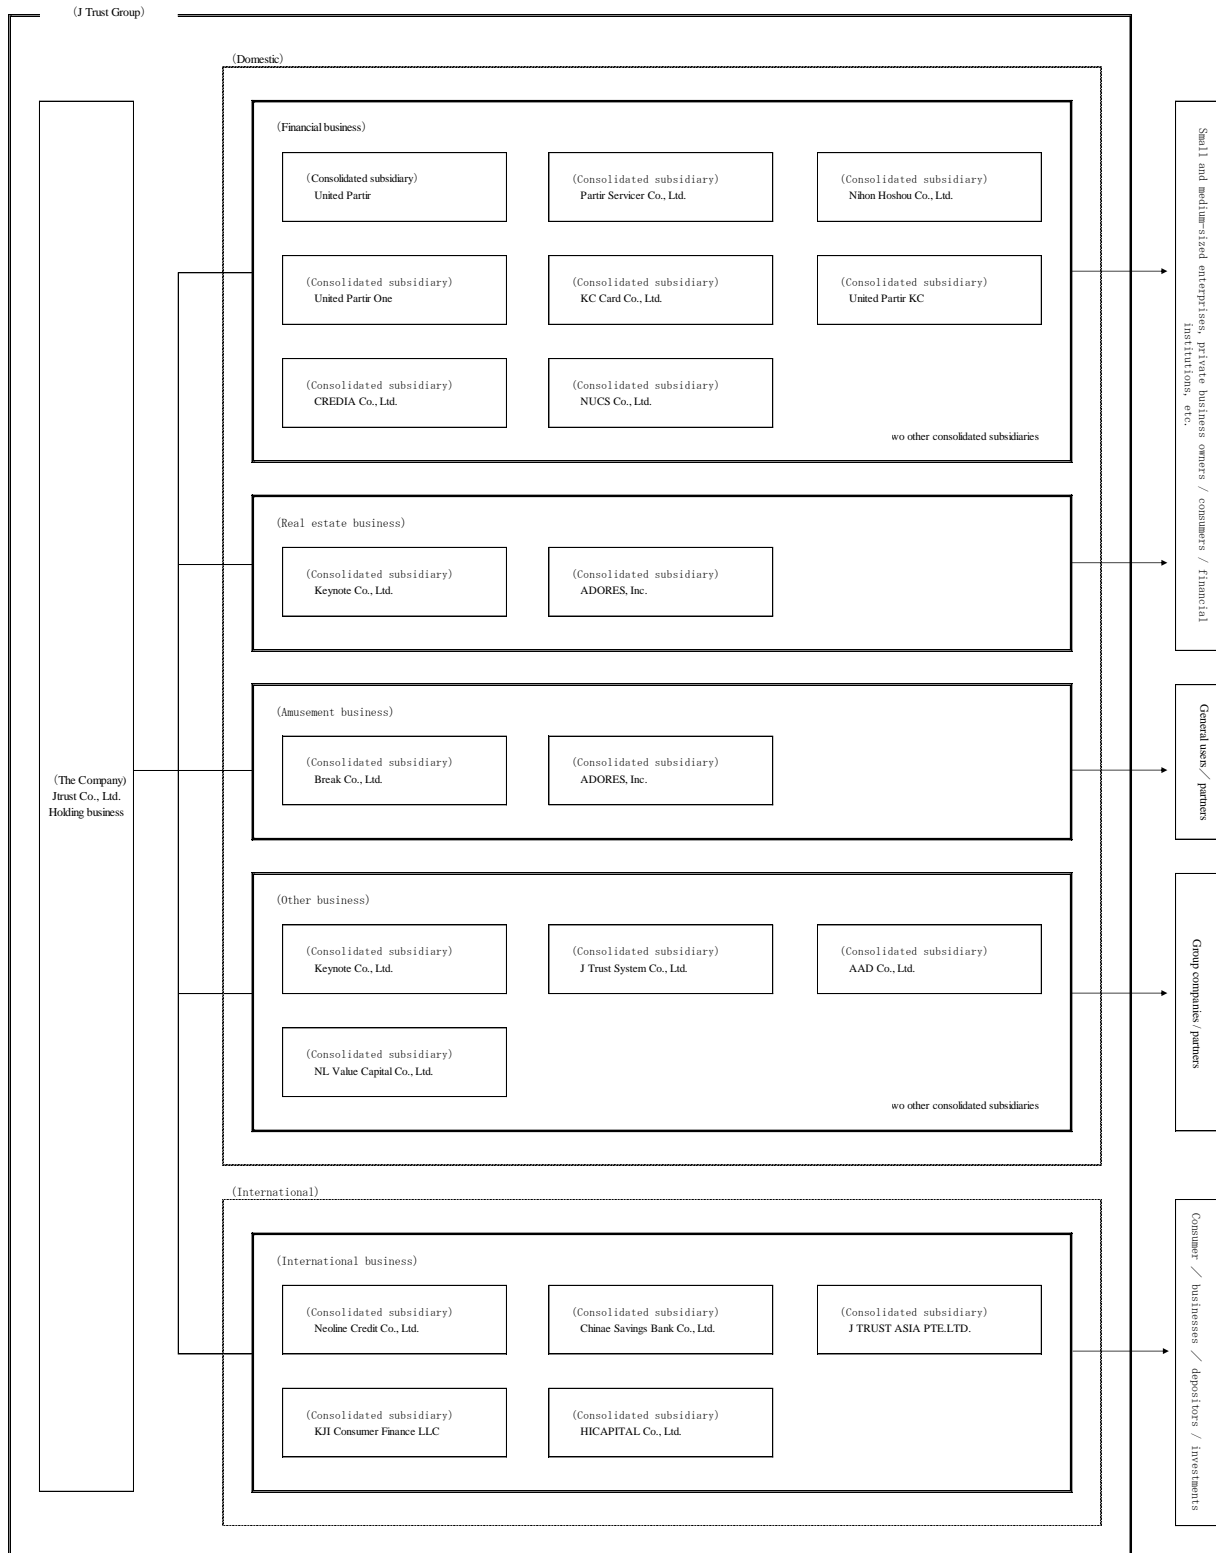 (J Trust Group)
(Domestic)
(The Company)
Jtrust Co., Ltd.
Holding business
(Financial business)
(Consolidated subsidiary)
United Partir
(Consolidated subsidiary)
Partir Servicer Co., Ltd.
(Consolidated subsidiary)
Nihon Hoshou Co., Ltd.
(Consolidated subsidiary)
United Partir One
(Consolidated subsidiary)
KC Card Co., Ltd.
(Consolidated subsidiary)
United Partir KC
(Consolidated subsidiary)
CREDIA Co., Ltd.
(Consolidated subsidiary)
NUCS Co., Ltd.
wo other consolidated subsidiaries
Small and medium-sized enterprises, private business owners / consumers / financial
institutions, etc.
(Real estate business)
(Consolidated subsidiary)
Keynote Co., Ltd.
(Consolidated subsidiary)
ADORES, Inc.
(Amusement business)
(Consolidated subsidiary)
Break Co., Ltd.
(Consolidated subsidiary)
ADORES, Inc.
General users／ partners
(Other business)
(Consolidated subsidiary)
Keynote Co., Ltd.
(Consolidated subsidiary)
J Trust System Co., Ltd.
(Consolidated subsidiary)
AAD Co., Ltd.
(Consolidated subsidiary)
NL Value Capital Co., Ltd.
wo other consolidated subsidiaries
Group companies / partners
(International)
(International business)
(Consolidated subsidiary)
Neoline Credit Co., Ltd.
(Consolidated subsidiary)
Chinae Savings Bank Co., Ltd.
(Consolidated subsidiary)
J TRUST ASIA PTE.LTD.
(Consolidated subsidiary)
KJI Consumer Finance LLC
(Consolidated subsidiary)
HICAPITAL Co., Ltd.
Consumer ／ businesses ／ depositors / investments